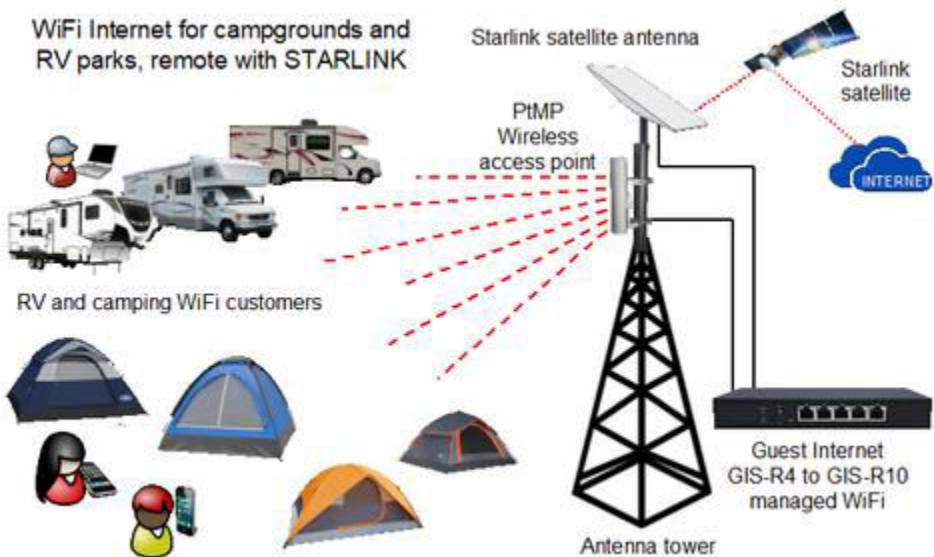 WiFi Internet for campgrounds and
RV parks, remote with STARLINK
Starlink satellite antenna
Starlink
satellite
PtMP
Wireless
access point
INTERNET
RV and camping WiFi customers
Guest Internet
GIS-R4 to GIS-R10
managed WiFi
Antenna tower